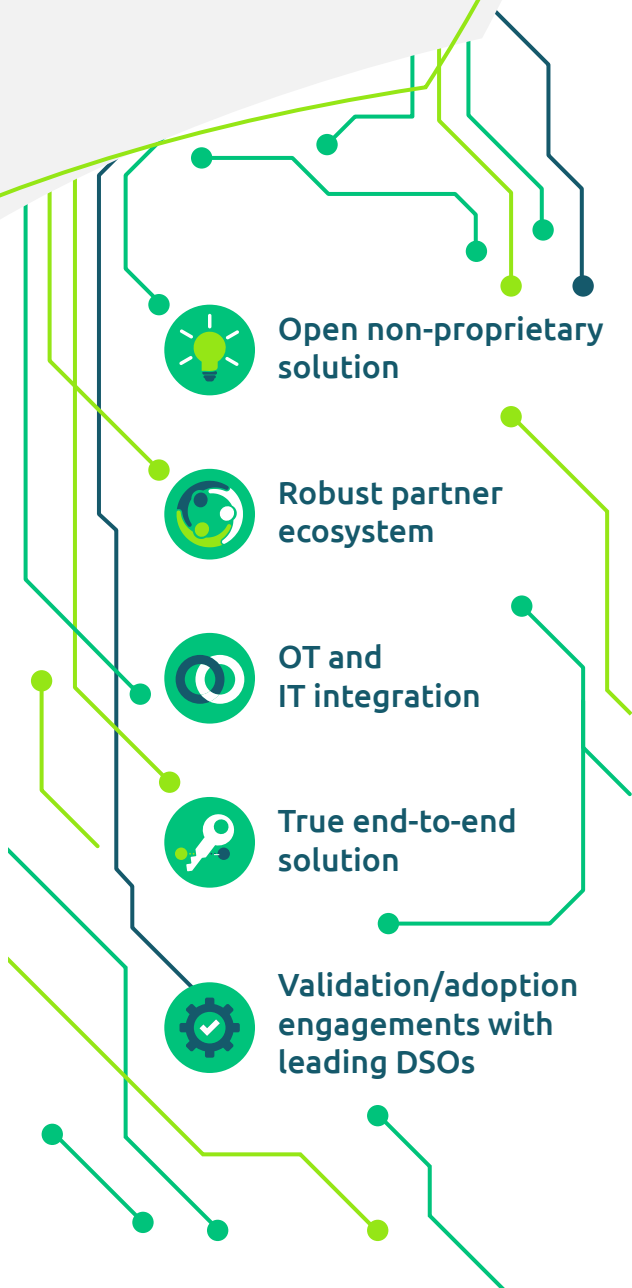 Open non-proprietary
solution
Robust partner
ecosystem
OT and
IT integration
True end-to-end
solution
Validation/adoption
engagements with
leading DSOs